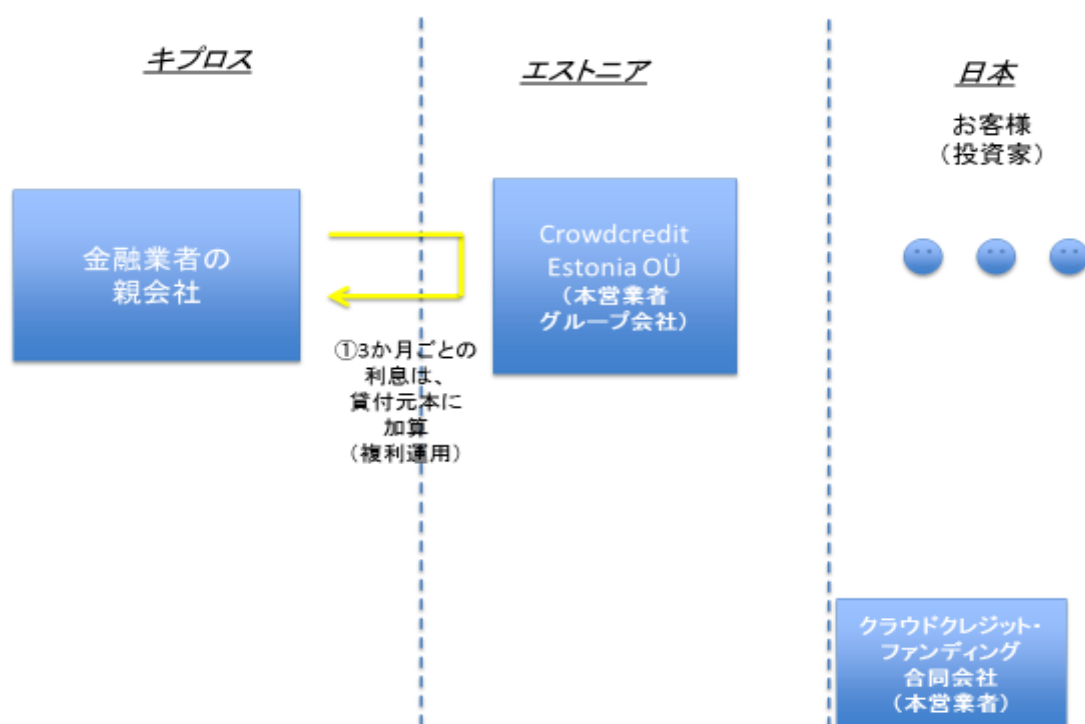 キプロス
エストニア
日本
お客様
（投資家）
金融業者の
親会社
Crowdcredit
Estonia OÜ
（本営業者
グループ会社）
①3か月ごとの
利息は、
貸付元本に
加算
（複利運用）
クラウドクレジット・
ファンディング
合同会社
（本営業者）